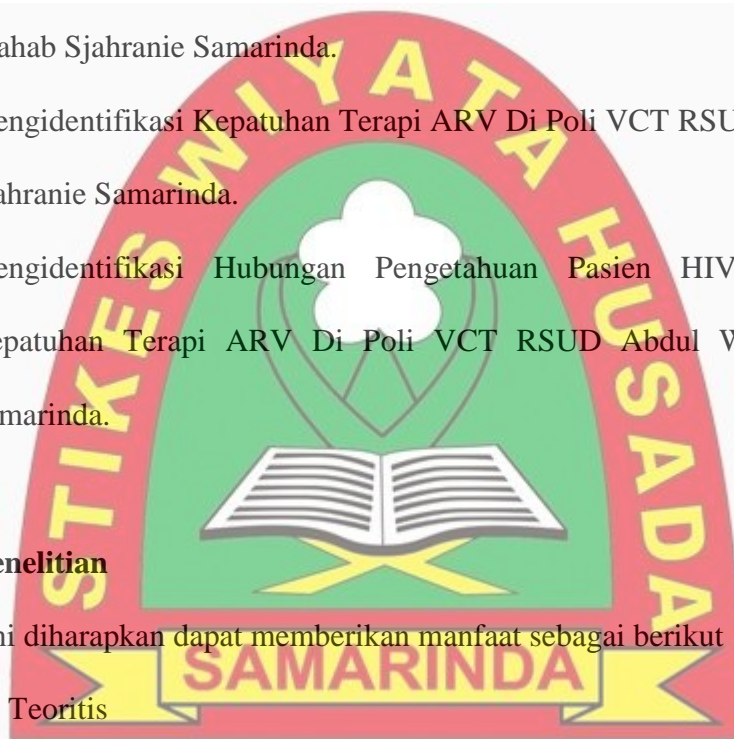 ahab Sjahranie Samarinda.
engidentifikasi Kepatuhan Terapi ARV Di Poli VCT RSU
ahranie Samarinda.
engidentifikasi Hubungan Pengetahuan Pasien HIV
epatuhan Terapi ARV Di Poli VCT RSUD Abdul W
marinda.
enelitian
ni diharapkan dapat memberikan manfaat sebagai berikut
Teoritis
STIKES WIYATA HUSADA
SAMARINDA